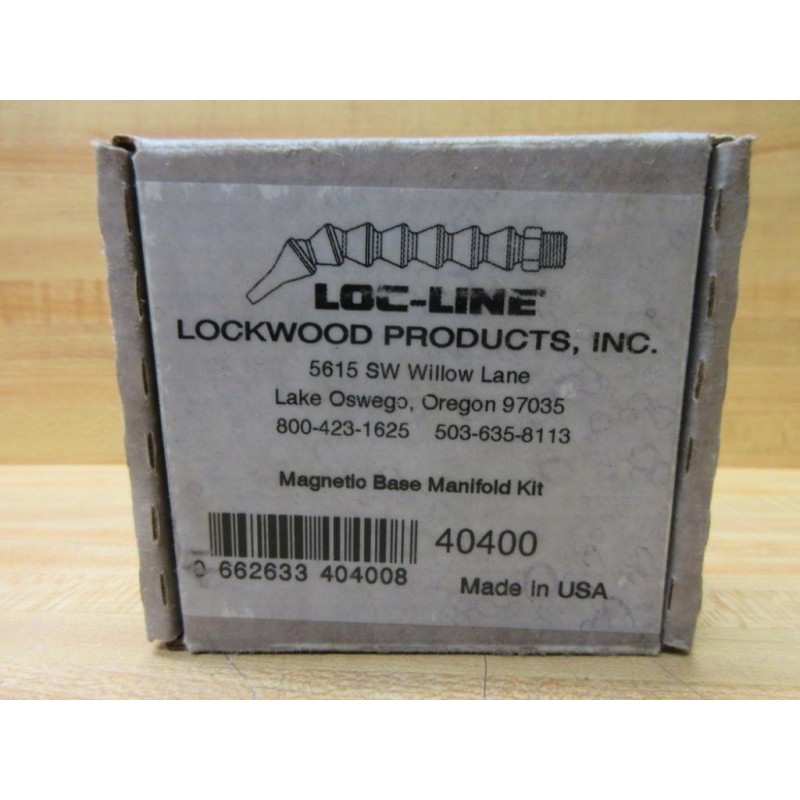 LOC-LINE
LOCKWOOD PRODUCTS, INC.
5615 SW Willow Lane
Lake Oswego, Oregon 97035
800-423-1625 503-635-8113
Magnetic Base Manifold Kit
40400
0 662633 404008
Made in USA